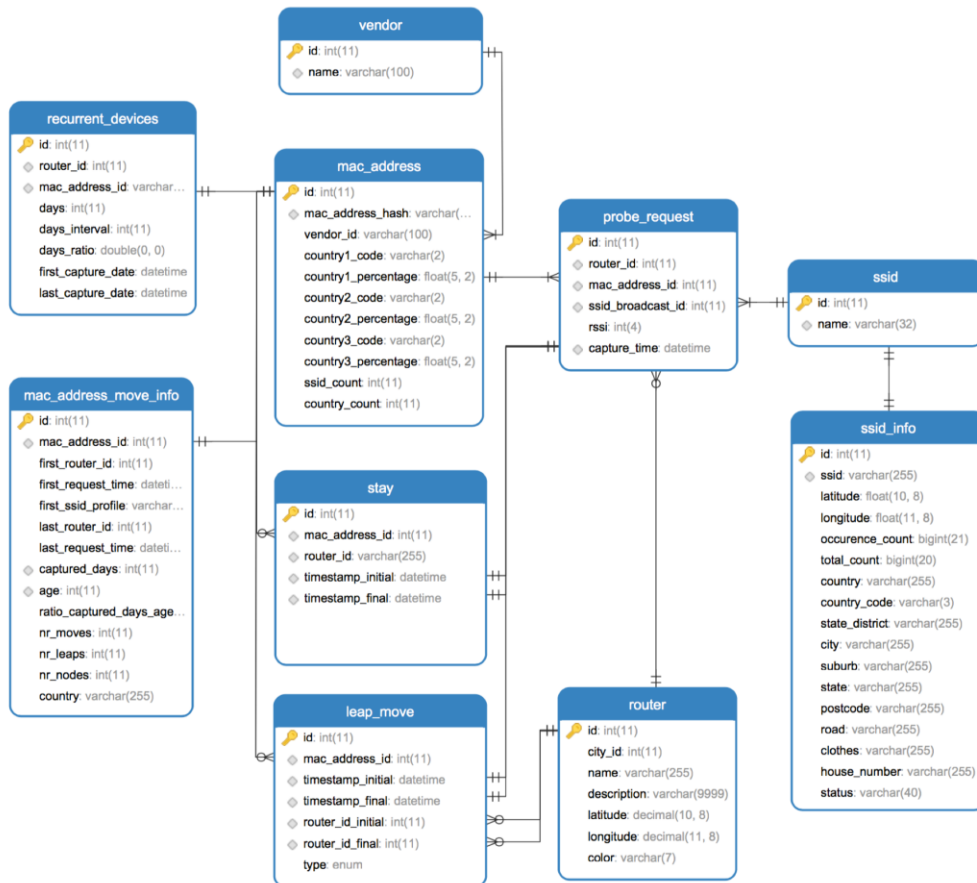 vendor
id: int(11)
name: varchar(100)
recurrent_devices
id: int(11)
router_id: int(11)
mac_address_id: varchar...
days: int(11)
days_interval: int(11)
days_ratio: double(0, 0)
first_capture_date: datetime
last_capture_date: datetime
mac_address
id: int(11)
mac_address_hash: varchar(...
vendor_id: varchar(100)
country1_code: varchar(2)
country1_percentage: float(5, 2)
country2_code: varchar(2)
country2_percentage: float(5, 2)
country3_code: varchar(2)
country3_percentage: float(5, 2)
ssid_count: int(11)
country_count: int(11)
probe_request
id: int(11)
router_id: int(11)
mac_address_id: int(11)
ssid_broadcast_id: int(11)
rssi: int(4)
capture_time: datetime
ssid
id: int(11)
name: varchar(32)
mac_address_move_info
id: int(11)
mac_address_id: int(11)
first_router_id: int(11)
first_request_time: dateti...
first_ssid_profile: varchar...
last_router_id: int(11)
last_request_time: dateti...
captured_days: int(11)
age: int(11)
ratio_captured_days_age...
nr_moves: int(11)
nr_leaps: int(11)
nr_nodes: int(11)
country: varchar(255)
stay
id: int(11)
mac_address_id: int(11)
router_id: varchar(255)
timestamp_initial: datetime
timestamp_final: datetime
ssid_info
id: int(11)
ssid: varchar(255)
latitude: float(10, 8)
longitude: float(11, 8)
occurence_count: bigint(21)
total_count: bigint(20)
country: varchar(255)
country_code: varchar(3)
state_district: varchar(255)
city: varchar(255)
suburb: varchar(255)
state: varchar(255)
postcode: varchar(255)
road: varchar(255)
clothes: varchar(255)
house_number: varchar(255)
status: varchar(40)
leap_move
id: int(11)
mac_address_id: int(11)
timestamp_initial: datetime
timestamp_final: datetime
router_id_initial: int(11)
router_id_final: int(11)
type: enum
router
id: int(11)
city_id: int(11)
name: varchar(255)
description: varchar(9999)
latitude: decimal(10, 8)
longitude: decimal(11, 8)
color: varchar(7)